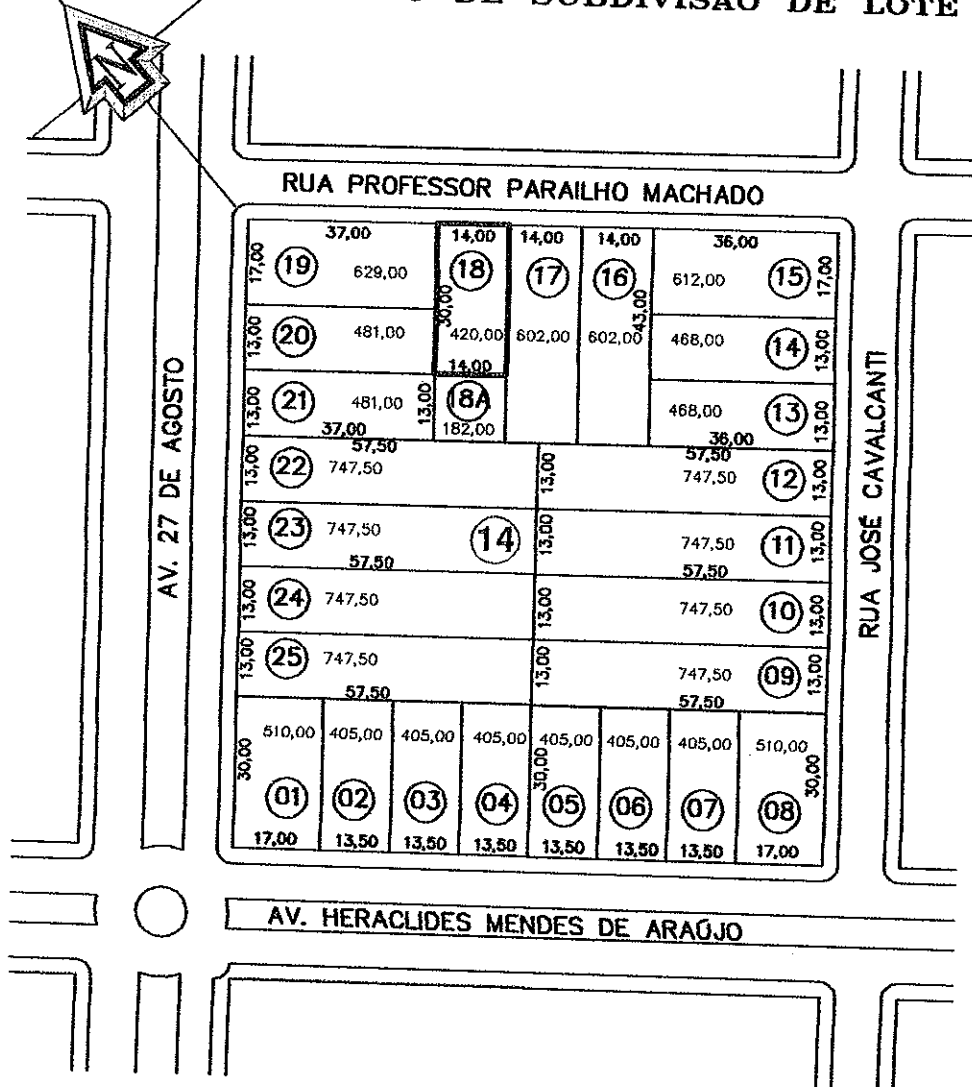 DE SUBDIVISÃO DE LOTE
N
RUA PROFESSOR PARAILHO MACHADO
37,00 14,00 14,00 14,00 36,00
17,00 19 629,00 18 17 16 612,00 15 17,00
30,00 43,00
13,00 20 481,00 420,00 602,00 602,00 468,00 14 13,00
14,00
13,00 21 481,00 13,00 18A 468,00 13 13,00
37,00 182,00 36,00
57,50 57,50
13,00 22 747,50 13,00 747,50 12 13,00
13,00 23 747,50 14 13,00 747,50 11 13,00
57,50 57,50
13,00 24 747,50 13,00 747,50 10 13,00
13,00 25 747,50 13,00 747,50 09 13,00
57,50 57,50
510,00 405,00 405,00 405,00 405,00 405,00 405,00 510,00
30,00 30,00 30,00
01 02 03 04 05 06 07 08
17,00 13,50 13,50 13,50 13,50 13,50 13,50 17,00
AV. 27 DE AGOSTO
RUA JOSÉ CAVALCANTI
AV. HERACLIDES MENDES DE ARAÚJO